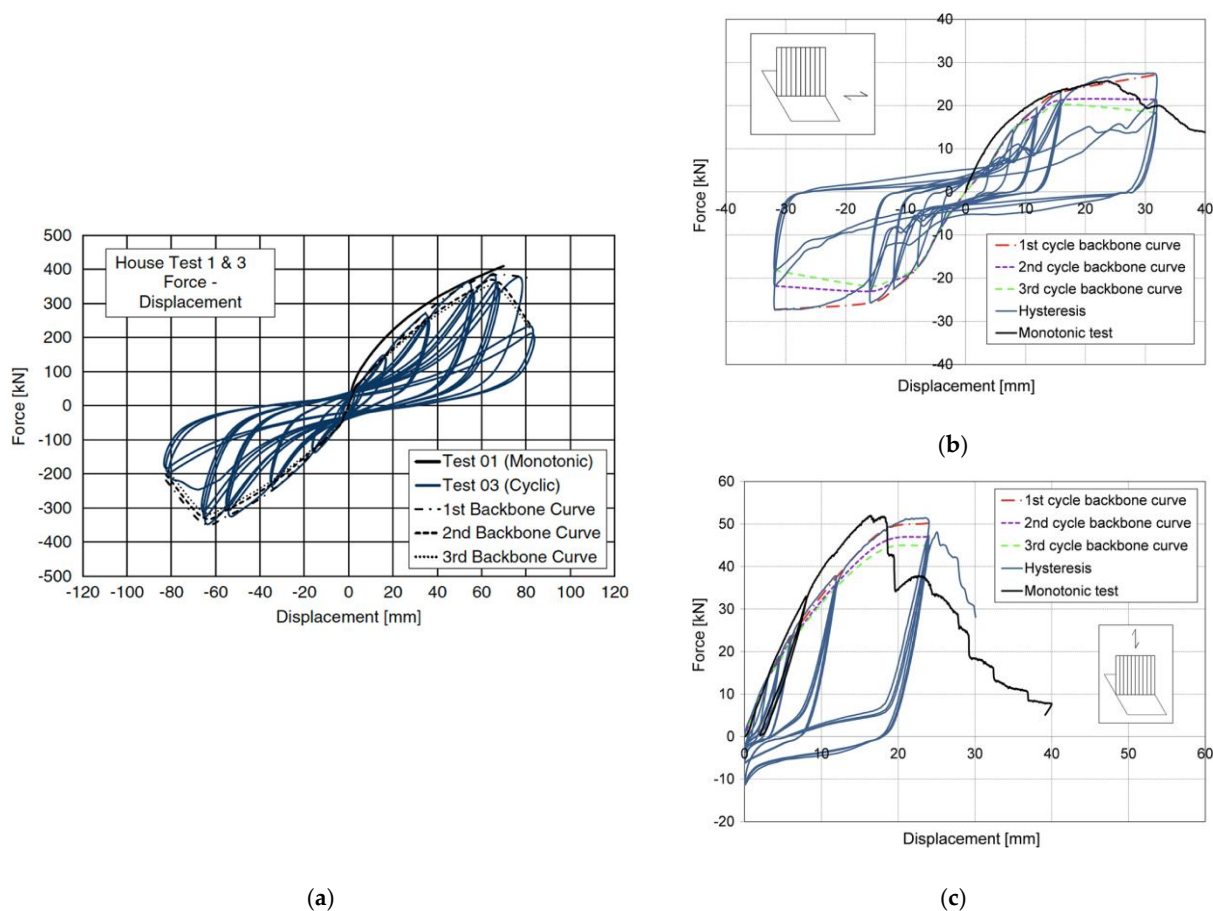 500
400
300
200
100
0
-100
-200
-300
-400
-500
-120 -100 -80 -60 -40 -20 0 20 40 60 80 100 120
Force [kN]
Displacement [mm]
House Test 1 & 3
Force -
Displacement
Test 01 (Monotonic)
Test 03 (Cyclic)
1st Backbone Curve
2nd Backbone Curve
3rd Backbone Curve
(a)
40
30
20
10
0
-10
-20
-30
-40
-40 -30 -20 -10 0 10 20 30 40
Force [kN]
Displacement [mm]
1st cycle backbone curve
2nd cycle backbone curve
3rd cycle backbone curve
Hysteresis
Monotonic test
(b)
60
50
40
30
20
10
0
-10
-20
0 10 20 30 40 50 60
Force [kN]
Displacement [mm]
1st cycle backbone curve
2nd cycle backbone curve
3rd cycle backbone curve
Hysteresis
Monotonic test
(c)